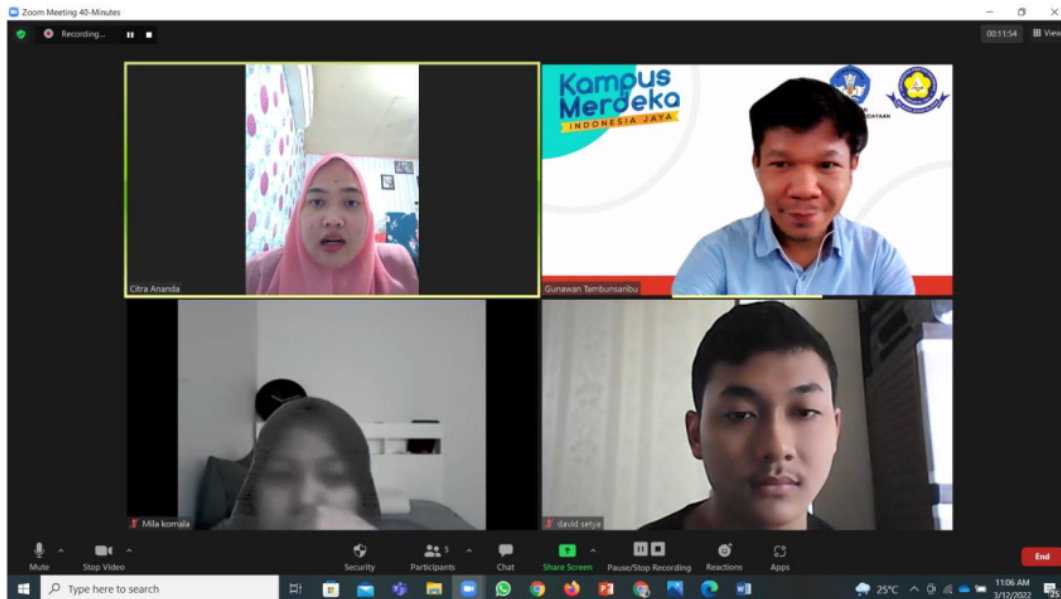 Zoom Meeting 40-Minutes
Recording...
00:11:54
View
Kampus
Merdeka
INDONESIA JAYA
Citra Ananda
Gunawan Tambunsaribu
Mila komala
david setya
Mute
Stop Video
Security
Participants
5
Chat
Share Screen
Pause/Stop Recording
Reactions
Apps
End
Type here to search
25°C
11:06 AM
3/12/2022